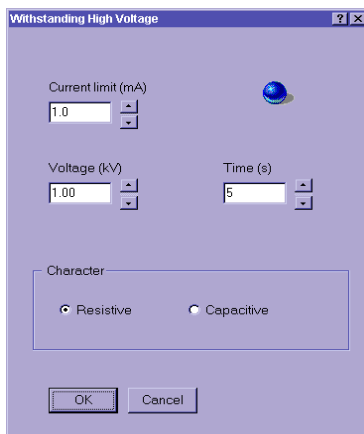 Withstanding High Voltage
Current limit (mA)
1.0
Voltage (kV) Time (s)
1.00 5
Character
Resistive Capacitive
OK Cancel